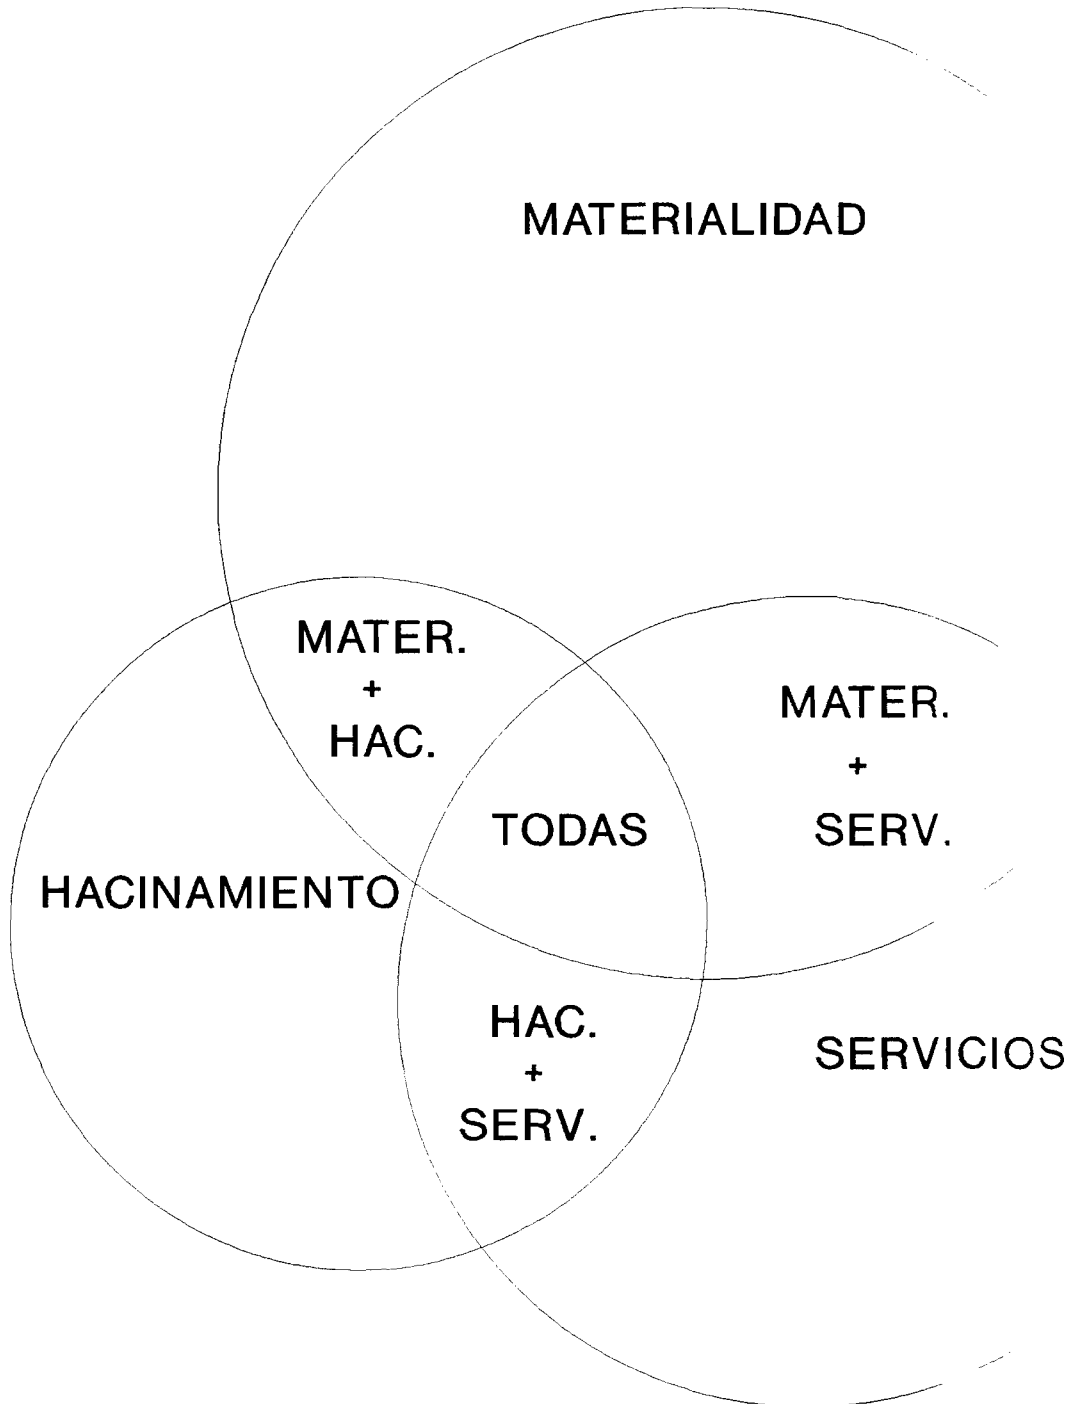 MATERIALIDAD
MATER.
+
HAC.
MATER.
+
SERV.
TODAS
HACINAMIENTO
HAC.
+
SERV.
SERVICIOS